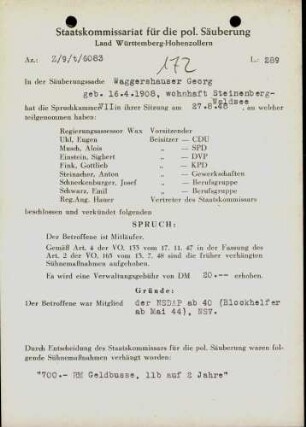 Staatskommissariat für die pol. Säuberung
Land Württemberg-Hohenzollern
Az.: 2/9/t/6083
172
L: 289
In der Säuberungssache Waggershauser Georg
geb. 16.4.1908, wohnhaft Steinenberg-
Waldsee
hat die Spruchkammer VII in ihrer Sitzung am 27.8.48, an welcher
teilgenommen haben:
Regierungsassessor Wax Vorsitzender
Uhl, Eugen Beisitzer — CDU
Musch, Alois „ — SPD
Einstein, Sigbert „ — DVP
Fink, Gottlieb „ — KPD
Steinacher, Anton „ — Gewerkschaften
Schneckenburger, Josef „ — Berufsgruppe
Schwarz, Emil „ — Berufsgruppe
Reg.Ang. Hauer Vertreter des Staatskommissars
beschlossen und verkündet folgenden
SPRUCH:
Der Betroffene ist Mitläufer.
Gemäß Art. 4 der VO. 133 vom 17. 11. 47 in der Fassung des
Art. 2 der VO. 165 vom 13. 7. 48 sind die früher verhängten
Sühnemaßnahmen aufgehoben.
Es wird eine Verwaltungsgebühr von DM 20.-- erhoben.
Gründe:
Der Betroffene war Mitglied der NSDAP ab 40 (Blockhelfer
ab Mai 44), NSV.
Durch Entscheidung des Staatskommissars für die pol. Säuberung waren fol-
gende Sühnemaßnahmen verhängt worden:
"700.- RM Geldbusse, 11b auf 2 Jahre"